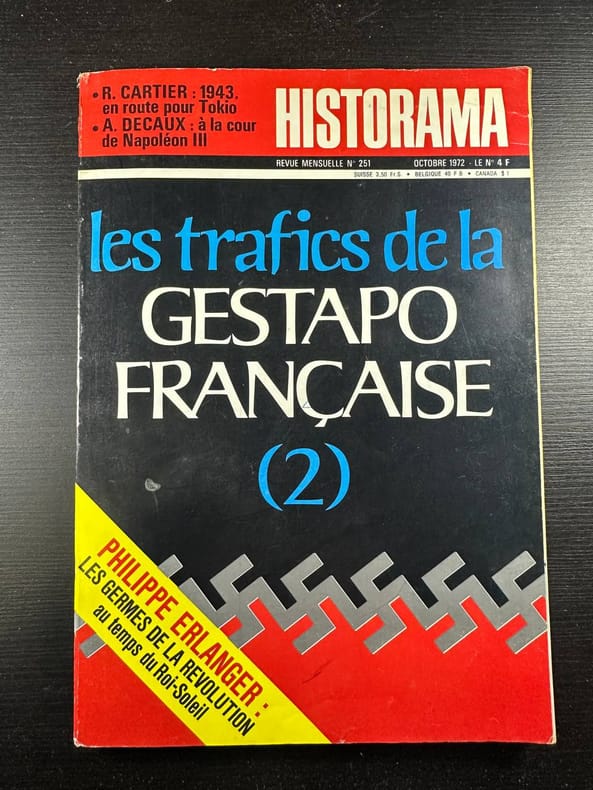 • R. CARTIER : 1943,
en route pour Tokio
• A. DECAUX : à la cour
de Napoléon III
HISTORAMA
REVUE MENSUELLE N° 251 OCTOBRE 1972 - LE N° 4 F
SUISSE 3,50 Fr.S. • BELGIQUE 40 F B • CANADA $ 1
les trafics de la
GESTAPO
FRANÇAISE
(2)
PHILIPPE ERLANGER :
LES GERMES DE LA REVOLUTION
au temps du Roi-Soleil